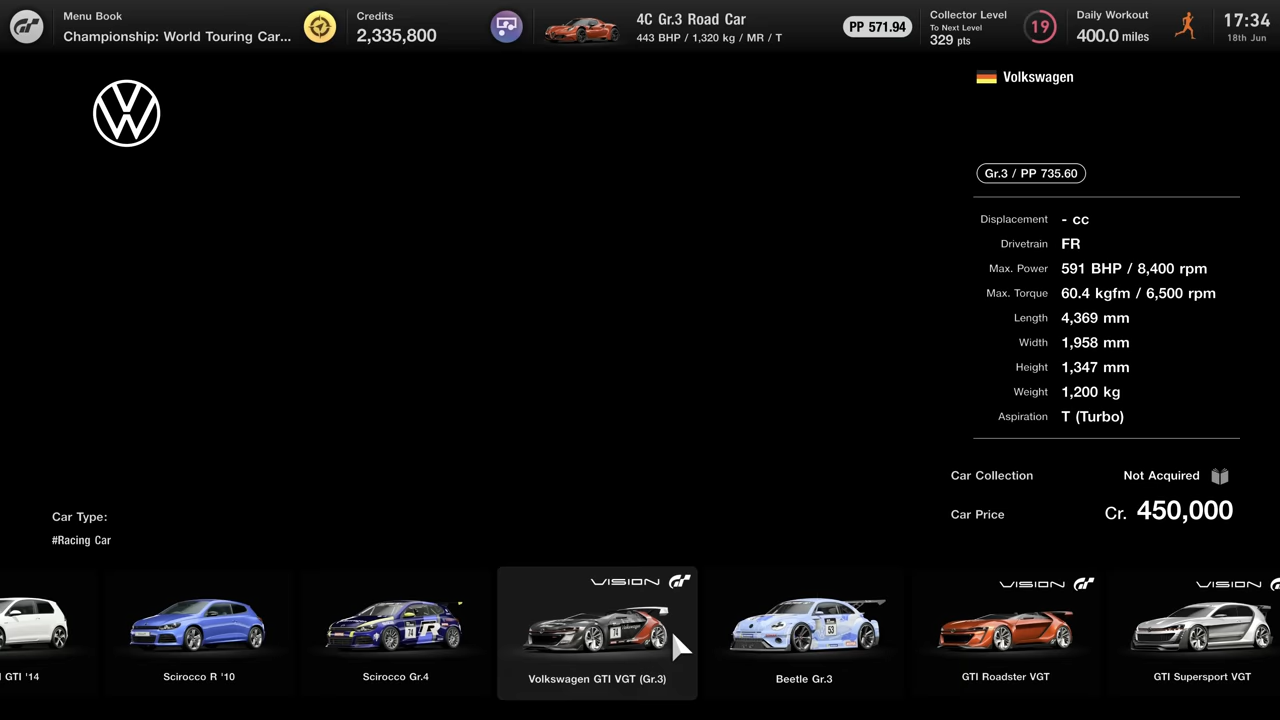 Menu Book
Championship: World Touring Car...
Credits
2,335,800
4C Gr.3 Road Car
443 BHP / 1,320 kg / MR / T
PP 571.94
Collector Level
To Next Level
329 pts
19
Daily Workout
400.0 miles
17:34
18th Jun
Volkswagen
Gr.3 / PP 735.60
Displacement - cc
Drivetrain FR
Max. Power 591 BHP / 8,400 rpm
Max. Torque 60.4 kgfm / 6,500 rpm
Length 4,369 mm
Width 1,958 mm
Height 1,347 mm
Weight 1,200 kg
Aspiration T (Turbo)
Car Collection Not Acquired
Car Price Cr. 450,000
Car Type:
#Racing Car
VISION GT
VISION GT
VISION
GTI '14
Scirocco R '10
Scirocco Gr.4
Volkswagen GTI VGT (Gr.3)
Beetle Gr.3
GTI Roadster VGT
GTI Supersport VGT